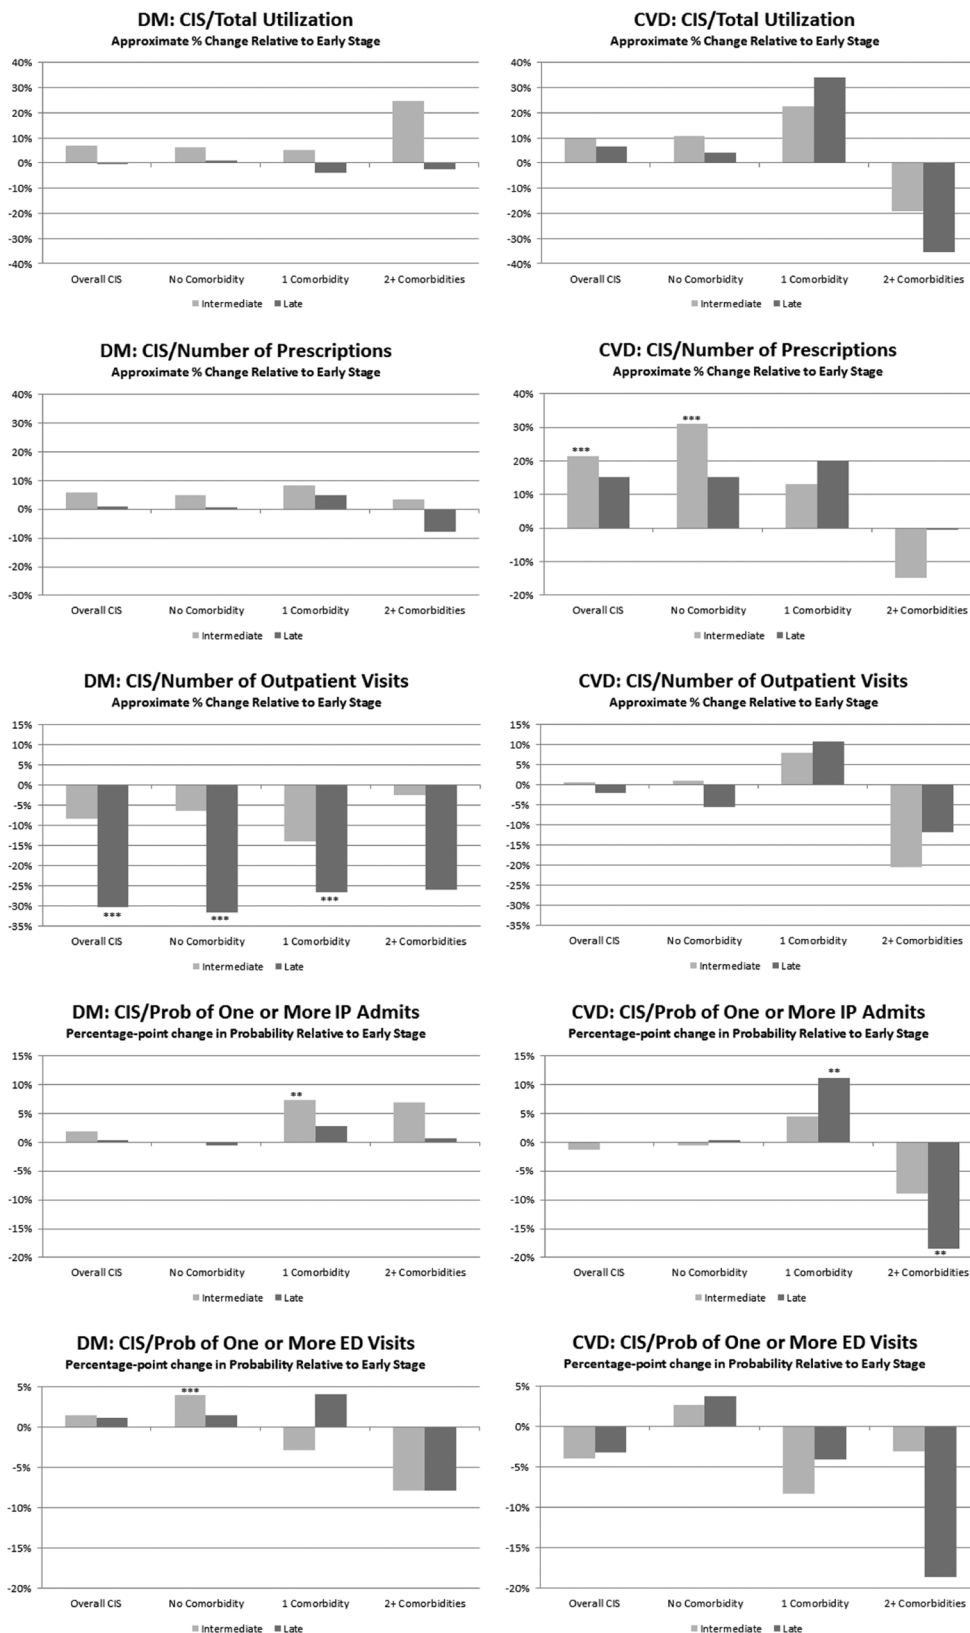 DM: CIS/Total Utilization
Approximate % Change Relative to Early Stage
40%
30%
20%
10%
0%
-10%
-20%
-30%
-40%
Overall CIS No Comorbidity 1 Comorbidity 2+ Comorbidities
Intermediate Late
CVD: CIS/Total Utilization
Approximate % Change Relative to Early Stage
40%
30%
20%
10%
0%
-10%
-20%
-30%
-40%
Overall CIS No Comorbidity 1 Comorbidity 2+ Comorbidities
Intermediate Late
DM: CIS/Number of Prescriptions
Approximate % Change Relative to Early Stage
40%
30%
20%
10%
0%
-10%
-20%
-30%
Overall CIS No Comorbidity 1 Comorbidity 2+ Comorbidities
Intermediate Late
CVD: CIS/Number of Prescriptions
Approximate % Change Relative to Early Stage
40%
30%
20%
10%
0%
-10%
-20%
*** ***
Overall CIS No Comorbidity 1 Comorbidity 2+ Comorbidities
Intermediate Late
DM: CIS/Number of Outpatient Visits
Approximate % Change Relative to Early Stage
15%
10%
5%
0%
-5%
-10%
-15%
-20%
-25%
-30%
-35%
*** *** ***
Overall CIS No Comorbidity 1 Comorbidity 2+ Comorbidities
Intermediate Late
CVD: CIS/Number of Outpatient Visits
Approximate % Change Relative to Early Stage
15%
10%
5%
0%
-5%
-10%
-15%
-20%
-25%
-30%
-35%
Overall CIS No Comorbidity 1 Comorbidity 2+ Comorbidities
Intermediate Late
DM: CIS/Prob of One or More IP Admits
Percentage-point change in Probability Relative to Early Stage
15%
10%
5%
0%
-5%
-10%
-15%
-20%
**
Overall CIS No Comorbidity 1 Comorbidity 2+ Comorbidities
Intermediate Late
CVD: CIS/Prob of One or More IP Admits
Percentage-point change in Probability Relative to Early Stage
15%
10%
5%
0%
-5%
-10%
-15%
-20%
**
**
Overall CIS No Comorbidity 1 Comorbidity 2+ Comorbidities
Intermediate Late
DM: CIS/Prob of One or More ED Visits
Percentage-point change in Probability Relative to Early Stage
5%
0%
-5%
-10%
-15%
-20%
***
Overall CIS No Comorbidity 1 Comorbidity 2+ Comorbidities
Intermediate Late
CVD: CIS/Prob of One or More ED Visits
Percentage-point change in Probability Relative to Early Stage
5%
0%
-5%
-10%
-15%
-20%
Overall CIS No Comorbidity 1 Comorbidity 2+ Comorbidities
Intermediate Late